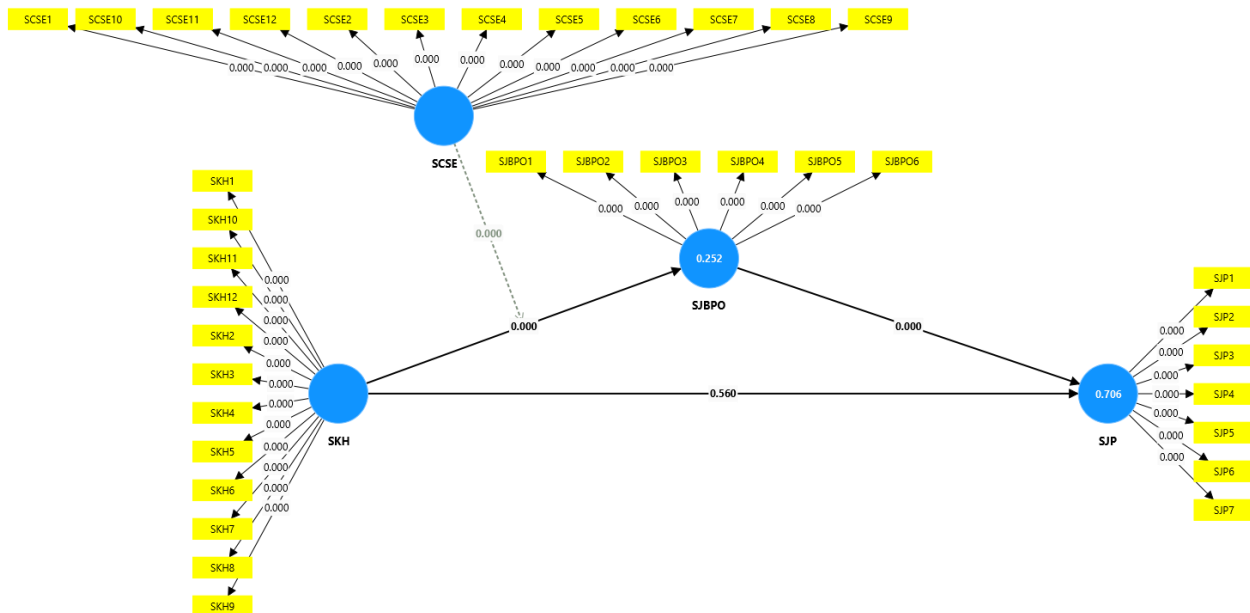 SCSE1 SCSE10 SCSE11 SCSE12 SCSE2 SCSE3 SCSE4 SCSE5 SCSE6 SCSE7 SCSE8 SCSE9
0.000 0.000 0.000 0.000 0.000 0.000 0.000 0.000 0.000 0.000 0.000 0.000
SCSE
SJBPO1 SJBPO2 SJBPO3 SJBPO4 SJBPO5 SJBPO6
0.000 0.000 0.000 0.000 0.000 0.000
0.000
0.252
SJBPO
0.000
0.000
SKH1
SKH10
SKH11
SKH12
SKH2
SKH3
SKH4
SKH5
SKH6
SKH7
SKH8
SKH9
0.000
0.000
0.000
0.000
0.000
0.000
0.000
0.000
0.000
0.000
0.000
0.000
SKH
0.560
0.706
SJP
0.000
0.000
0.000
0.000
0.000
0.000
0.000
SJP1
SJP2
SJP3
SJP4
SJP5
SJP6
SJP7